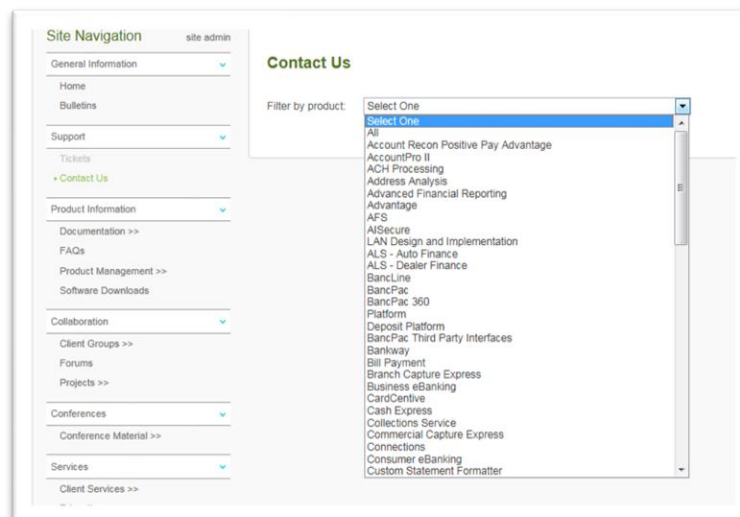 Site Navigation
site admin
General Information
Home
Bulletins
Support
Tickets
• Contact Us
Product Information
Documentation >>
FAQs
Product Management >>
Software Downloads
Collaboration
Client Groups >>
Forums
Projects >>
Conferences
Conference Material >>
Services
Client Services >>
Contact Us
Filter by product:
Select One
Select One
All
Account Recon Positive Pay Advantage
AccountPro II
ACH Processing
Address Analysis
Advanced Financial Reporting
Advantage
AFS
AISecure
LAN Design and Implementation
ALS - Auto Finance
ALS - Dealer Finance
BancLine
BancPac
BancPac 360
Platform
Deposit Platform
BancPac Third Party Interfaces
Bankway
Bill Payment
Branch Capture Express
Business eBanking
CardCentive
Cash Express
Collections Service
Commercial Capture Express
Connections
Consumer eBanking
Custom Statement Formatter